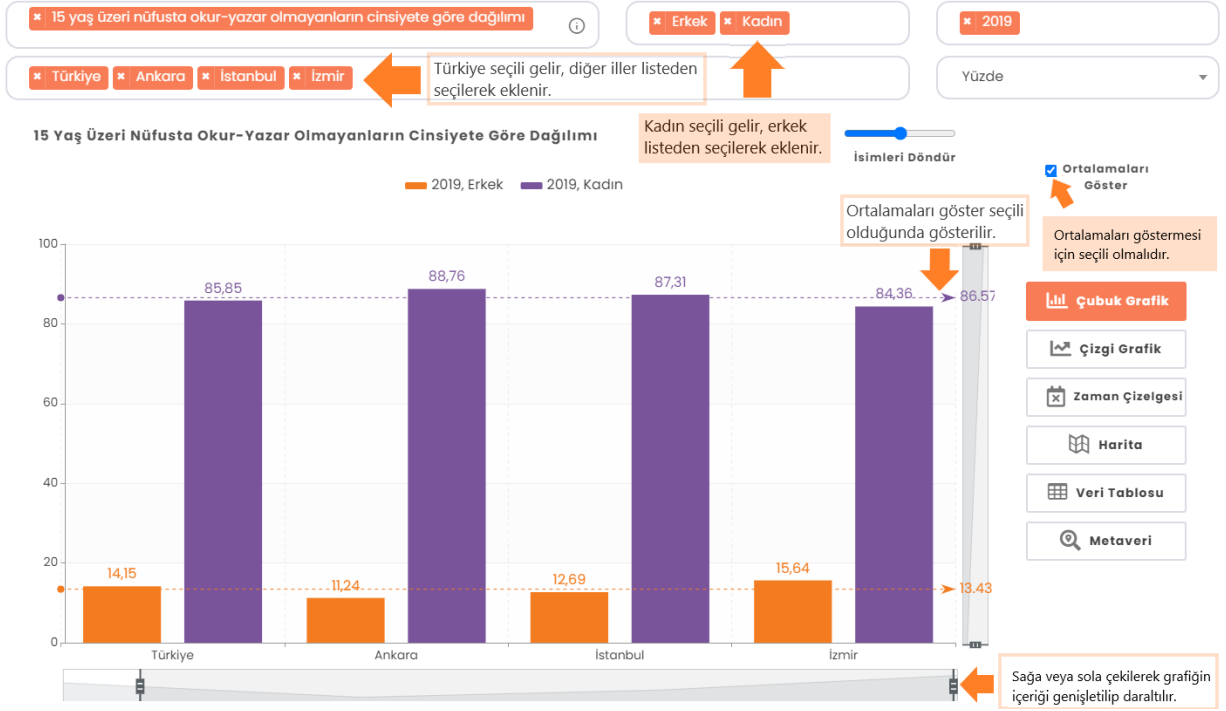 × 15 yaş üzeri nüfusta okur-yazar olmayanların cinsiyete göre dağılımı
× Erkek × Kadın
× 2019
× Türkiye × Ankara × İstanbul × İzmir
Türkiye seçili gelir, diğer iller listeden
seçilerek eklenir.
Yüzde
15 Yaş Üzeri Nüfusta Okur-Yazar Olmayanların Cinsiyete Göre Dağılımı
Kadın seçili gelir, erkek
listeden seçilerek eklenir.
İsimleri Döndür
Ortalamaları
Göster
2019, Erkek 2019, Kadın
Ortalamaları göster seçili
olduğunda gösterilir.
Ortalamaları göstermesi
için seçili olmalıdır.
100
80
60
40
20
0
85,85
88,76
87,31
84,36
86.57
14,15
11,24
12,69
15,64
13.43
Türkiye
Ankara
İstanbul
İzmir
Çubuk Grafik
Çizgi Grafik
Zaman Çizelgesi
Harita
Veri Tablosu
Metaveri
Sağa veya sola çekilerek grafiğin
içeriği genişletilip daraltılır.